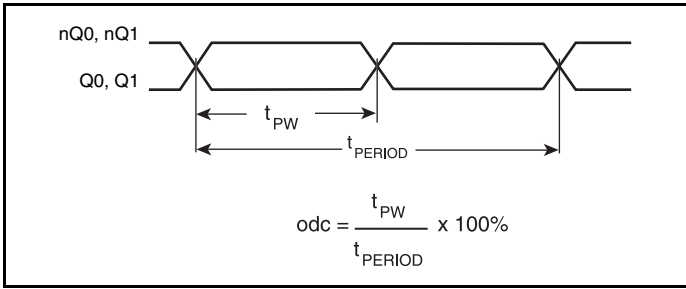 nQ0, nQ1
Q0, Q1
tPW
tPERIOD
odc = tPW / tPERIOD x 100%